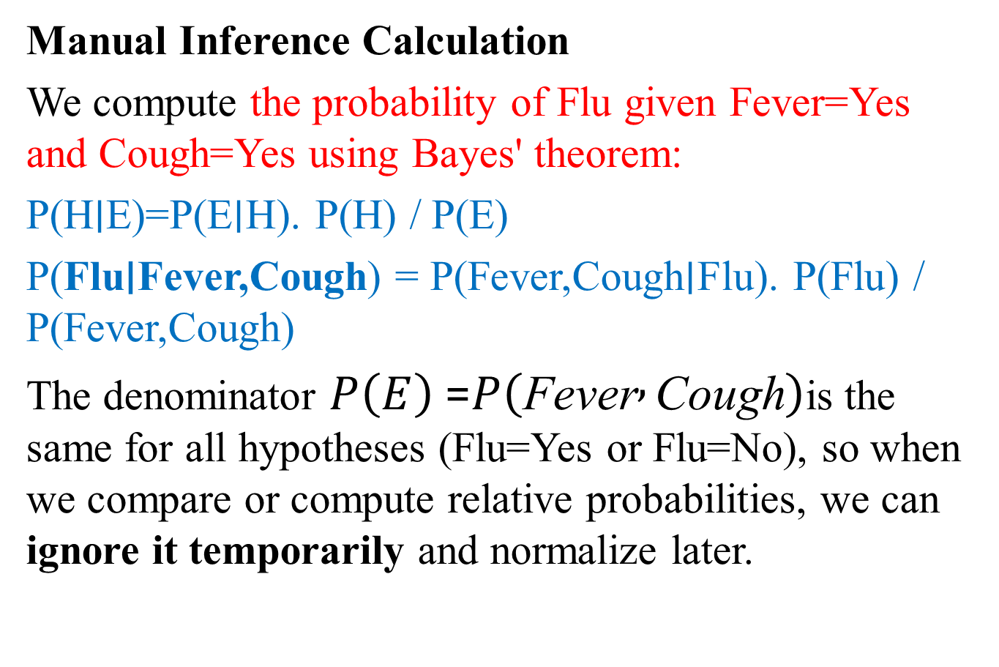 Manual Inference Calculation
We compute the probability of Flu given Fever=Yes
and Cough=Yes using Bayes' theorem:
P(H|E)=P(E|H). P(H) / P(E)
P(Flu|Fever,Cough) = P(Fever,Cough|Flu). P(Flu) /
P(Fever,Cough)
The denominator P(E) =P(Fever, Cough)is the
same for all hypotheses (Flu=Yes or Flu=No), so when
we compare or compute relative probabilities, we can
ignore it temporarily and normalize later.